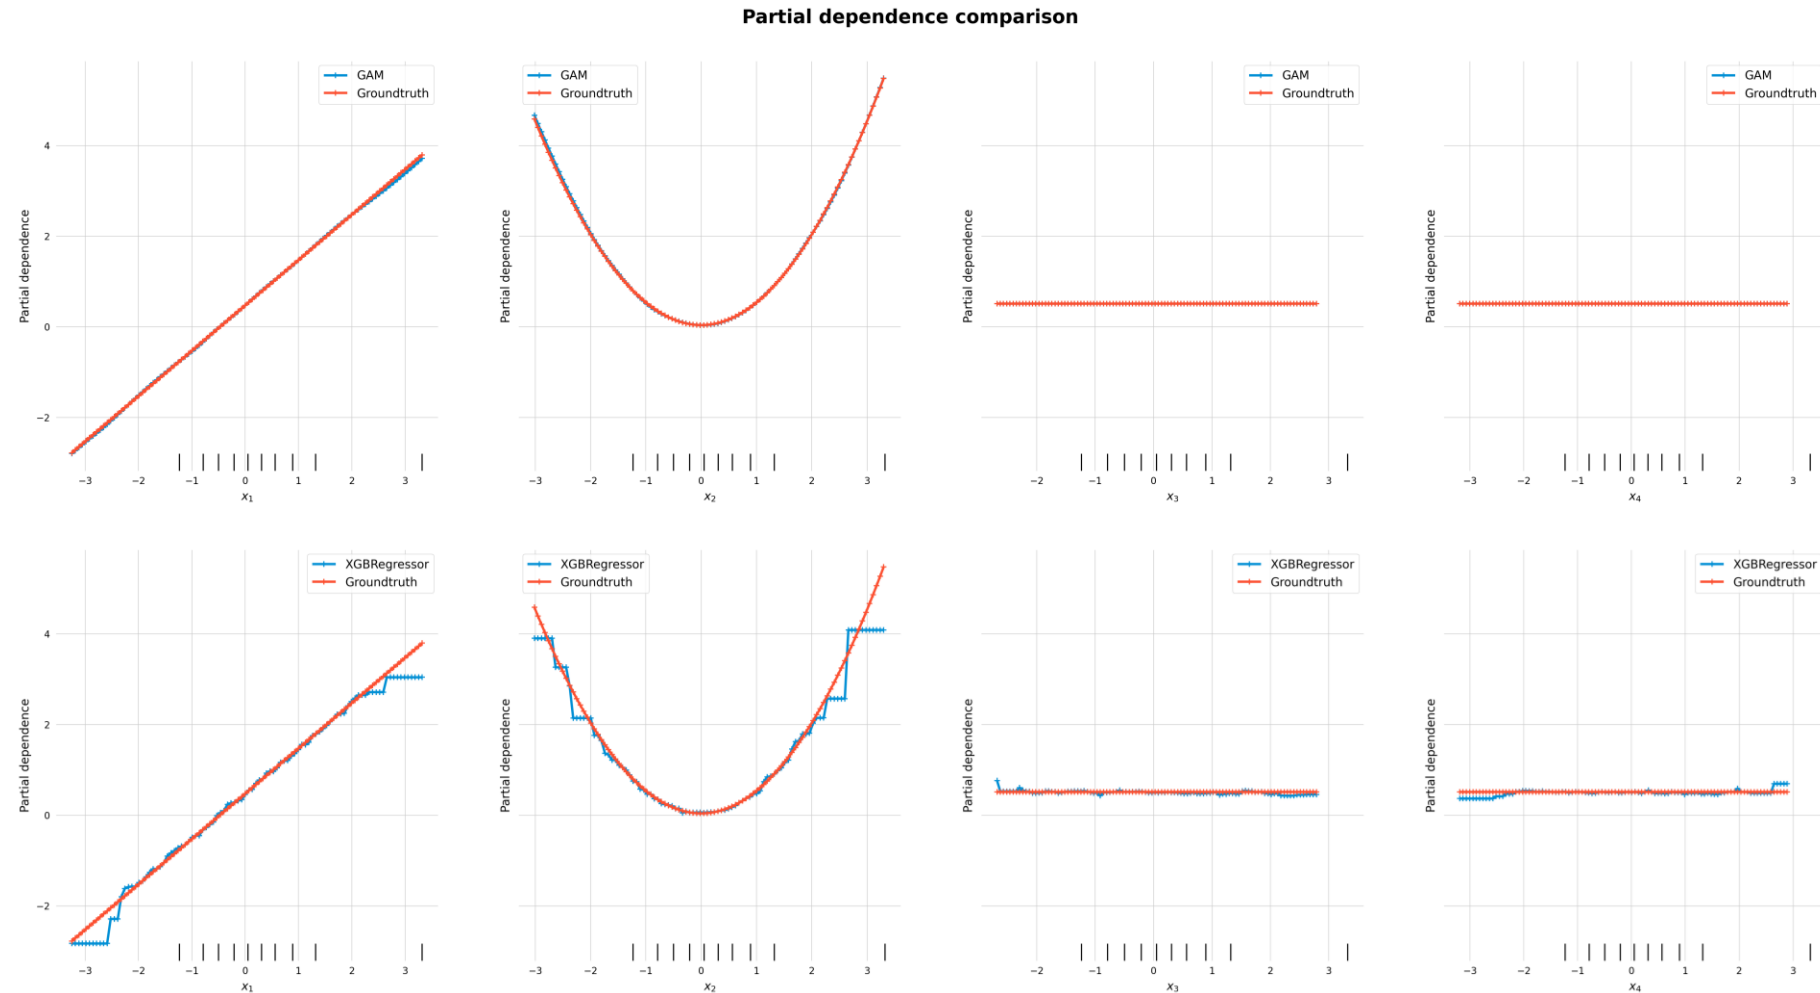 Partial dependence comparison
GAM
Groundtruth
GAM
Groundtruth
GAM
Groundtruth
GAM
Groundtruth
Partial dependence
4
2
0
−2
Partial dependence
Partial dependence
Partial dependence
−3 −2 −1 0 1 2 3
−3 −2 −1 0 1 2 3
−2 −1 0 1 2 3
−3 −2 −1 0 1 2 3
x₁
x₂
x₃
x₄
XGBRegressor
Groundtruth
XGBRegressor
Groundtruth
XGBRegressor
Groundtruth
XGBRegressor
Groundtruth
Partial dependence
4
2
0
−2
Partial dependence
Partial dependence
Partial dependence
−3 −2 −1 0 1 2 3
−3 −2 −1 0 1 2 3
−2 −1 0 1 2 3
−3 −2 −1 0 1 2 3
x₁
x₂
x₃
x₄